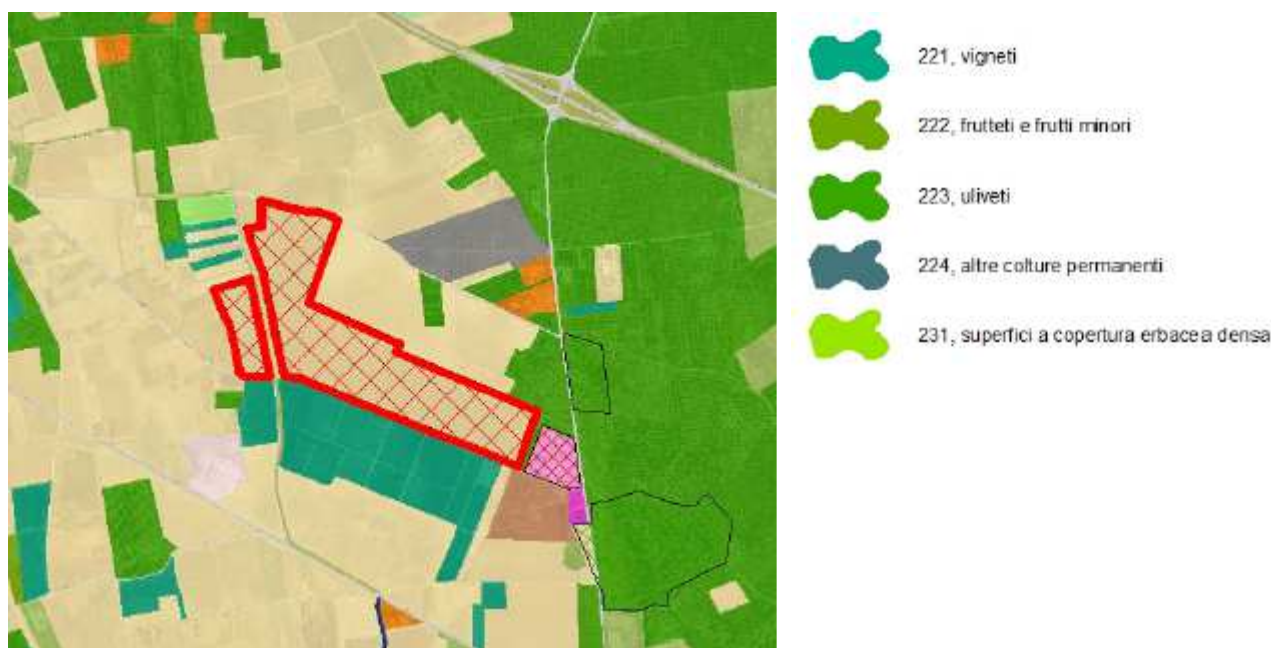 221, vigneti
222, frutteti e frutti minori
223, uliveti
224, altre colture permanenti
231, superfici a copertura erbacea densa